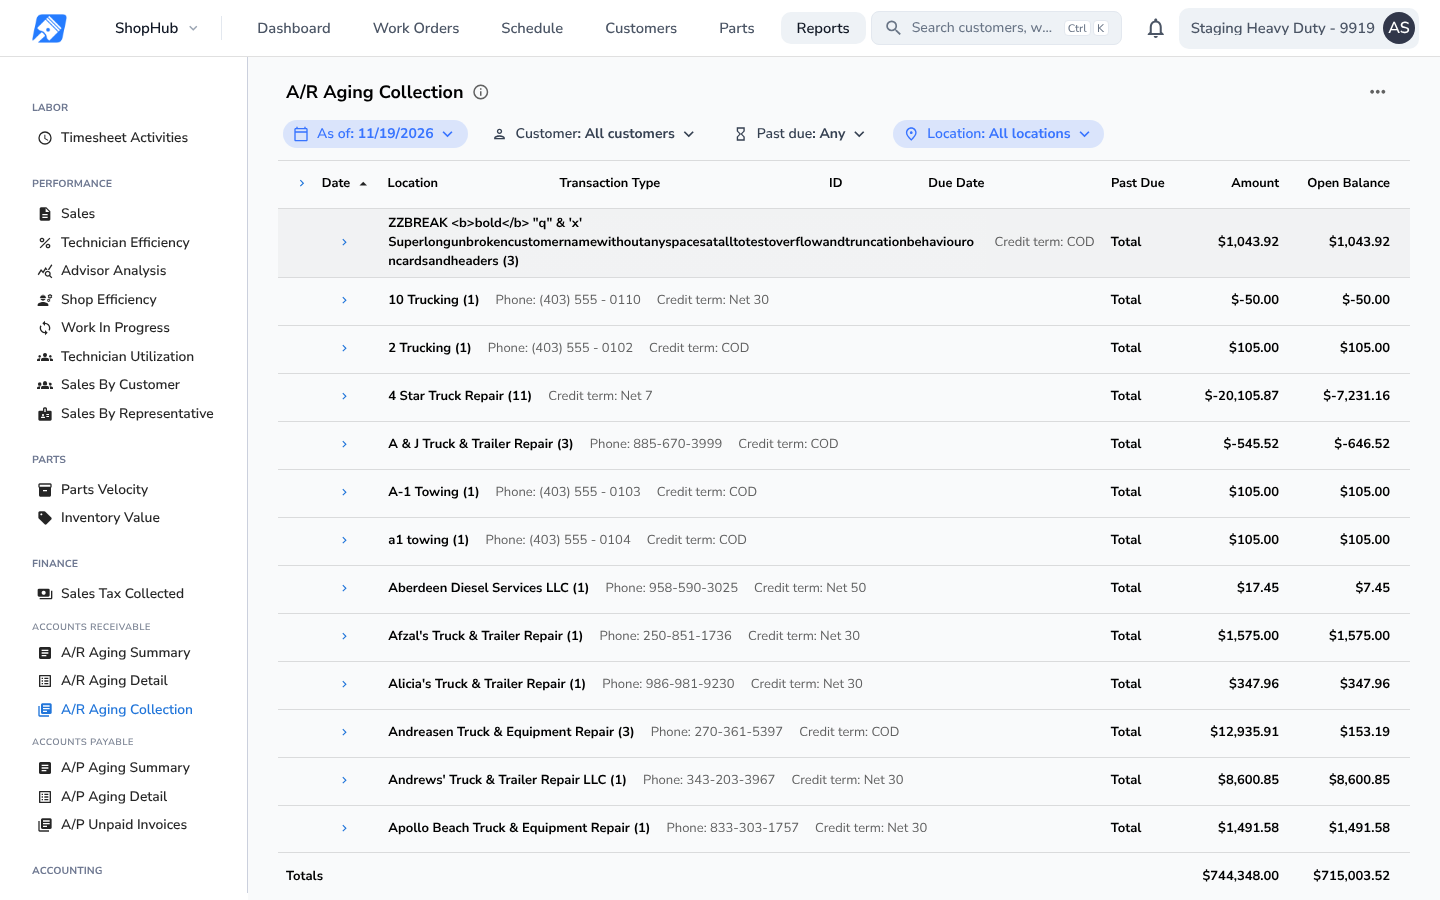 ShopHub
Dashboard
Work Orders
Schedule
Customers
Parts
Reports
Search customers, w...
Ctrl
K
Staging Heavy Duty - 9919
AS
LABOR
Timesheet Activities
PERFORMANCE
Sales
Technician Efficiency
Advisor Analysis
Shop Efficiency
Work In Progress
Technician Utilization
Sales By Customer
Sales By Representative
PARTS
Parts Velocity
Inventory Value
FINANCE
Sales Tax Collected
ACCOUNTS RECEIVABLE
A/R Aging Summary
A/R Aging Detail
A/R Aging Collection
ACCOUNTS PAYABLE
A/P Aging Summary
A/P Aging Detail
A/P Unpaid Invoices
ACCOUNTING
A/R Aging Collection
As of: 11/19/2026
Customer: All customers
Past due: Any
Location: All locations
Date Location Transaction Type ID Due Date Past Due Amount Open Balance
ZZBREAK <b>bold</b> "q" & 'x'
Superlongunbrokencustomernamewithoutanyspacesatalltotestoverflowandtruncationbehaviouro Credit term: COD Total $1,043.92 $1,043.92
ncardsandheaders (3)
10 Trucking (1) Phone: (403) 555 - 0110 Credit term: Net 30 Total $-50.00 $-50.00
2 Trucking (1) Phone: (403) 555 - 0102 Credit term: COD Total $105.00 $105.00
4 Star Truck Repair (11) Credit term: Net 7 Total $-20,105.87 $-7,231.16
A & J Truck & Trailer Repair (3) Phone: 885-670-3999 Credit term: COD Total $-545.52 $-646.52
A-1 Towing (1) Phone: (403) 555 - 0103 Credit term: COD Total $105.00 $105.00
a1 towing (1) Phone: (403) 555 - 0104 Credit term: COD Total $105.00 $105.00
Aberdeen Diesel Services LLC (1) Phone: 958-590-3025 Credit term: Net 50 Total $17.45 $7.45
Afzal's Truck & Trailer Repair (1) Phone: 250-851-1736 Credit term: Net 30 Total $1,575.00 $1,575.00
Alicia's Truck & Trailer Repair (1) Phone: 986-981-9230 Credit term: Net 30 Total $347.96 $347.96
Andreasen Truck & Equipment Repair (3) Phone: 270-361-5397 Credit term: COD Total $12,935.91 $153.19
Andrews' Truck & Trailer Repair LLC (1) Phone: 343-203-3967 Credit term: Net 30 Total $8,600.85 $8,600.85
Apollo Beach Truck & Equipment Repair (1) Phone: 833-303-1757 Credit term: Net 30 Total $1,491.58 $1,491.58
Totals $744,348.00 $715,003.52